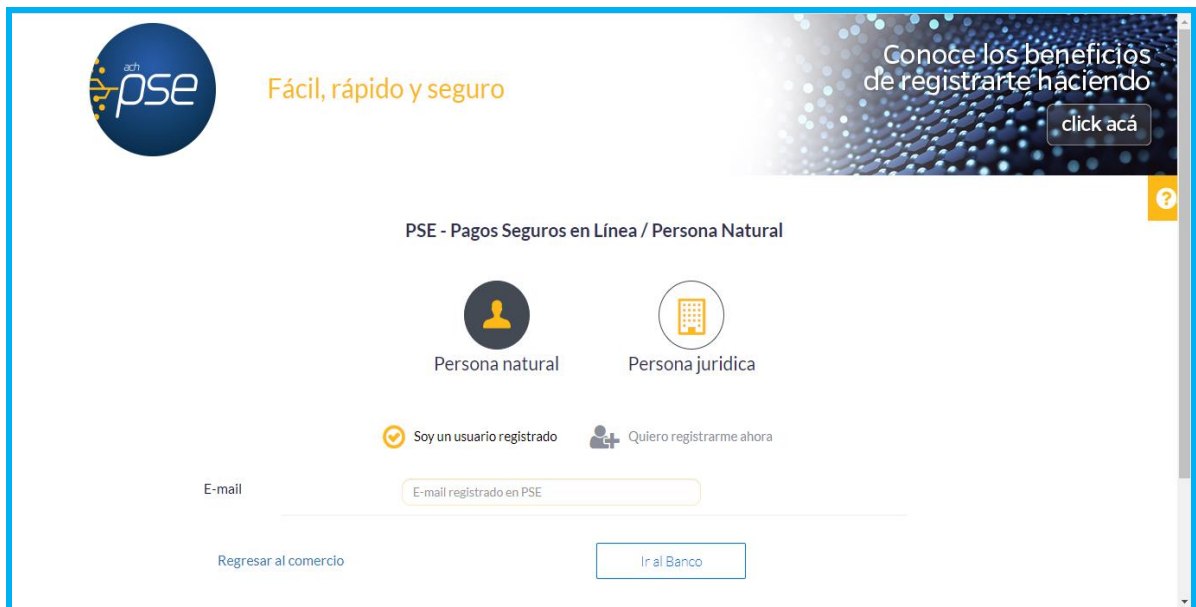 ach
pse
Fácil, rápido y seguro
Conoce los beneficios
de registrarte haciendo
click acá
?
PSE - Pagos Seguros en Línea / Persona Natural
Persona natural
Persona juridica
Soy un usuario registrado
Quiero registrarme ahora
E-mail
E-mail registrado en PSE
Regresar al comercio
Ir al Banco